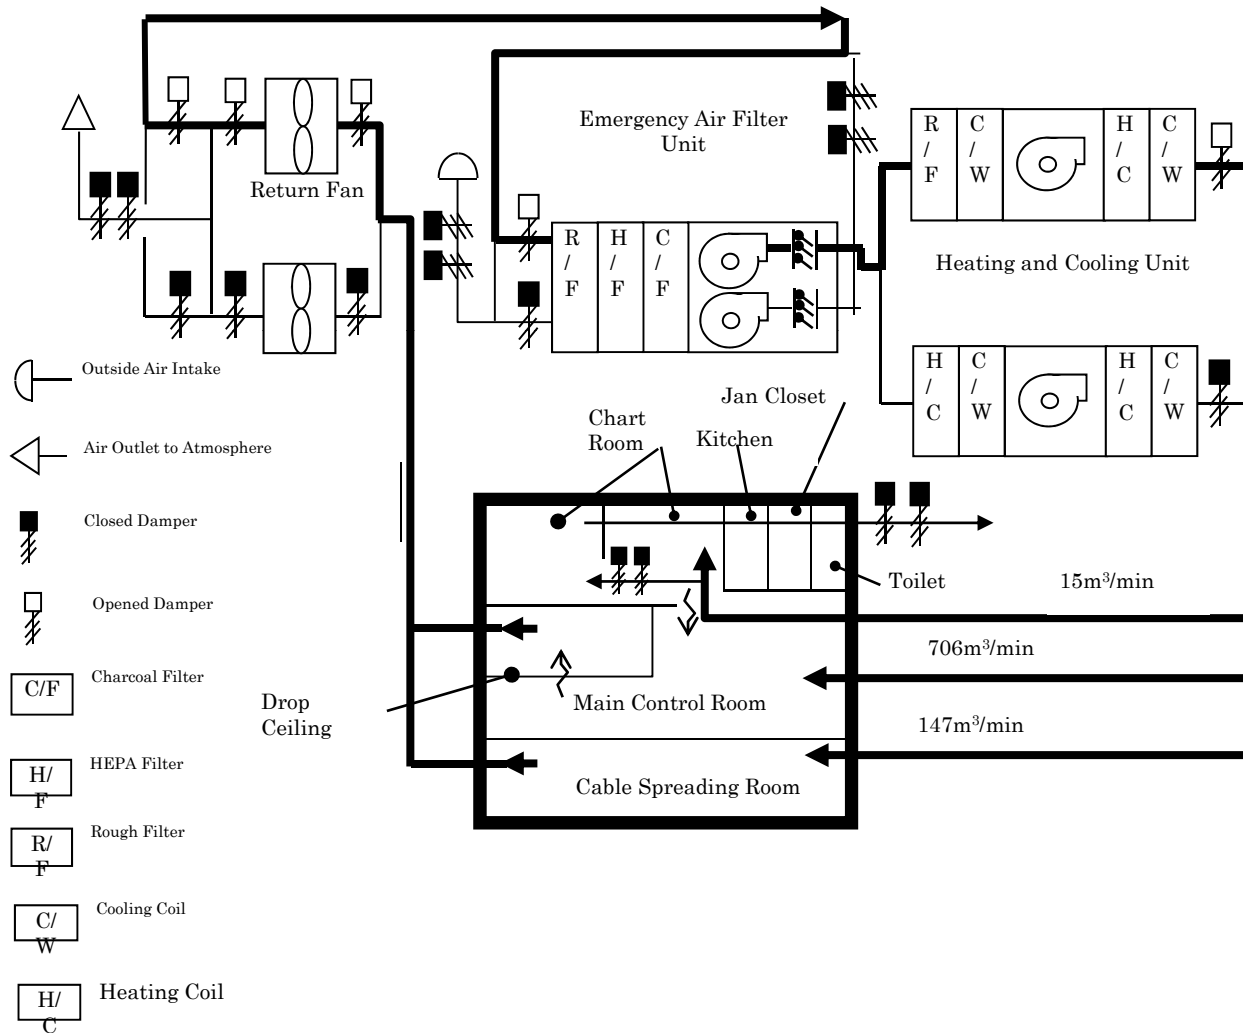 Emergency Air Filter
Unit
R
/
F
C
/
W
H
/
C
C
/
W
Return Fan
R
/
F
H
/
F
C
/
F
Heating and Cooling Unit
H
/
C
C
/
W
H
/
C
C
/
W
Outside Air Intake
Air Outlet to Atmosphere
Closed Damper
Opened Damper
C/F
Charcoal Filter
H/
F
HEPA Filter
R/
F
Rough Filter
C/
W
Cooling Coil
H/
C
Heating Coil
Jan Closet
Chart
Room
Kitchen
Toilet
15m³/min
706m³/min
147m³/min
Drop
Ceiling
Main Control Room
Cable Spreading Room